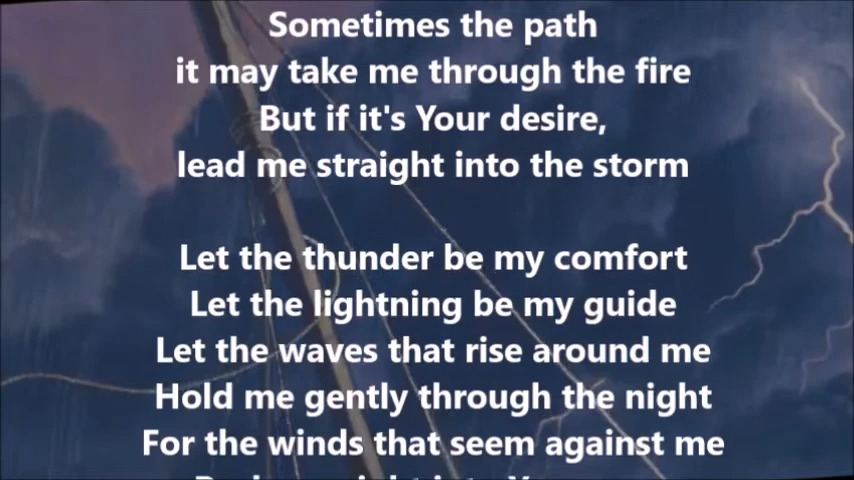 Sometimes the path
it may take me through the fire
But if it's Your desire,
lead me straight into the storm
Let the thunder be my comfort
Let the lightning be my guide
Let the waves that rise around me
Hold me gently through the night
For the winds that seem against me